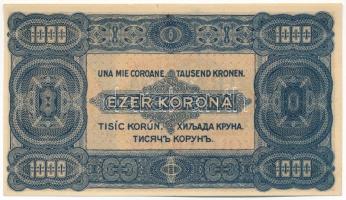 1000 1000
UNA MIE COROANE. TAUSEND KRONEN.
EZER KORONA
TISÍC KORÚN. ХИЉАДА КРУНА.
ТИСЯЧЪ КОРУНЪ.
1000 1000